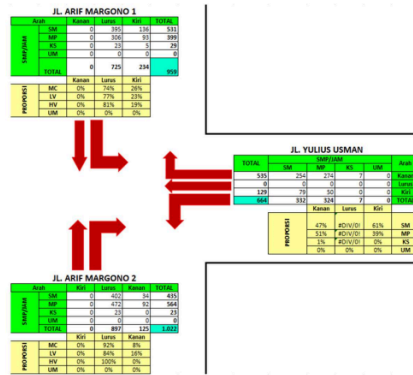 JL. ARIF MARGONO 1
Arah Kanan Lurus Kiri TOTAL
SMP/JAM
SM 0 395 136 531
MP 0 306 93 399
KS 0 23 5 29
UM 0 0 0 0
TOTAL 0 725 234 959
Kanan Lurus Kiri
PROPORSI
MC 0% 74% 26%
LV 0% 77% 23%
HV 0% 81% 19%
UM 0% 0% 0%
JL. YULIUS USMAN
TOTAL SMP/JAM Arah
SM MP KS UM
535 254 274 7 0 Kanan
0 0 0 0 0 Lurus
129 79 50 0 0 Kiri
664 332 324 7 0 TOTAL
Kanan Lurus Kiri
PROPORSI
47% #DIV/0! 61% SM
51% #DIV/0! 39% MP
1% #DIV/0! 0% KS
0% 0% 0% UM
JL. ARIF MARGONO 2
Arah Kiri Lurus Kanan TOTAL
SMP/JAM
SM 0 402 34 435
MP 0 472 92 564
KS 0 23 0 23
UM 0 0 0 0
TOTAL 0 897 125 1.022
Kiri Lurus Kanan
PROPORSI
MC 0% 92% 8%
LV 0% 84% 16%
HV 0% 100% 0%
UM 0% 0% 0%